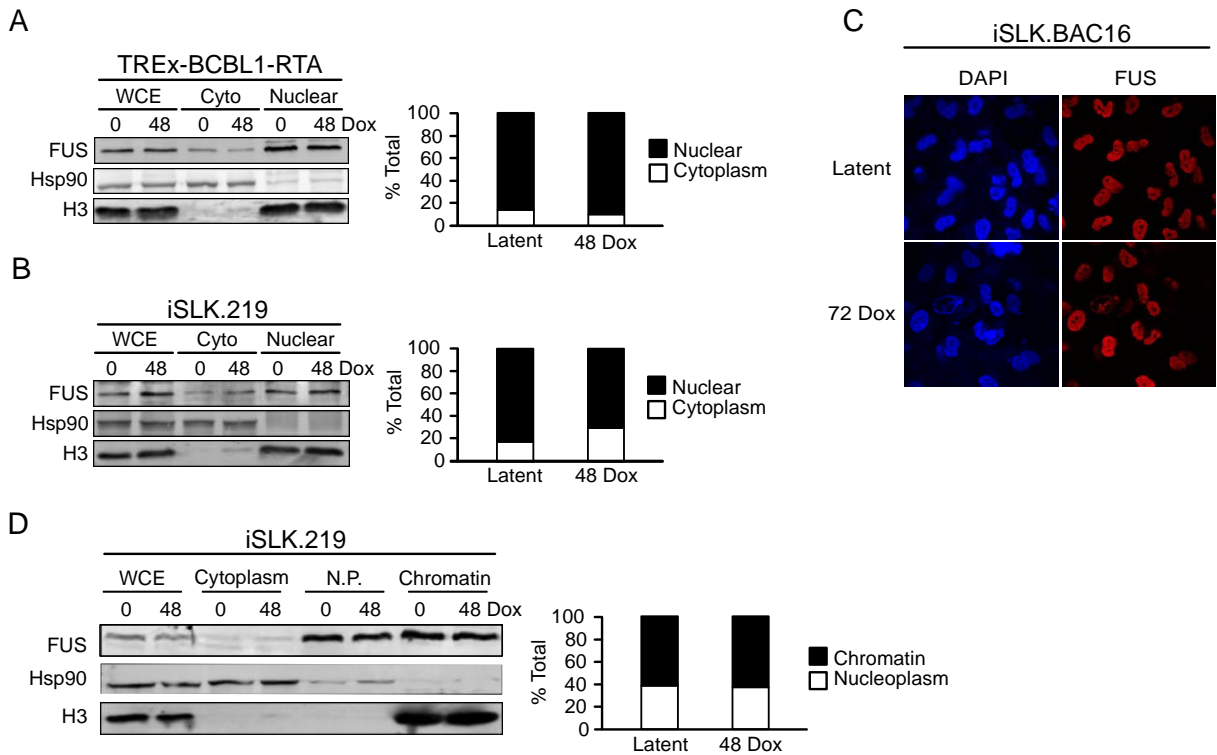 A
TREx-BCBL1-RTA
WCE Cyto Nuclear
0 48 0 48 0 48 Dox
FUS
Hsp90
H3
% Total
100
80
60
40
20
0
Latent 48 Dox
Nuclear
Cytoplasm
B
iSLK.219
WCE Cyto Nuclear
0 48 0 48 0 48 Dox
FUS
Hsp90
H3
% Total
100
80
60
40
20
0
Latent 48 Dox
Nuclear
Cytoplasm
C
iSLK.BAC16
DAPI FUS
Latent
72 Dox
D
iSLK.219
WCE Cytoplasm N.P. Chromatin
0 48 0 48 0 48 0 48 Dox
FUS
Hsp90
H3
% Total
100
80
60
40
20
0
Latent 48 Dox
Chromatin
Nucleoplasm